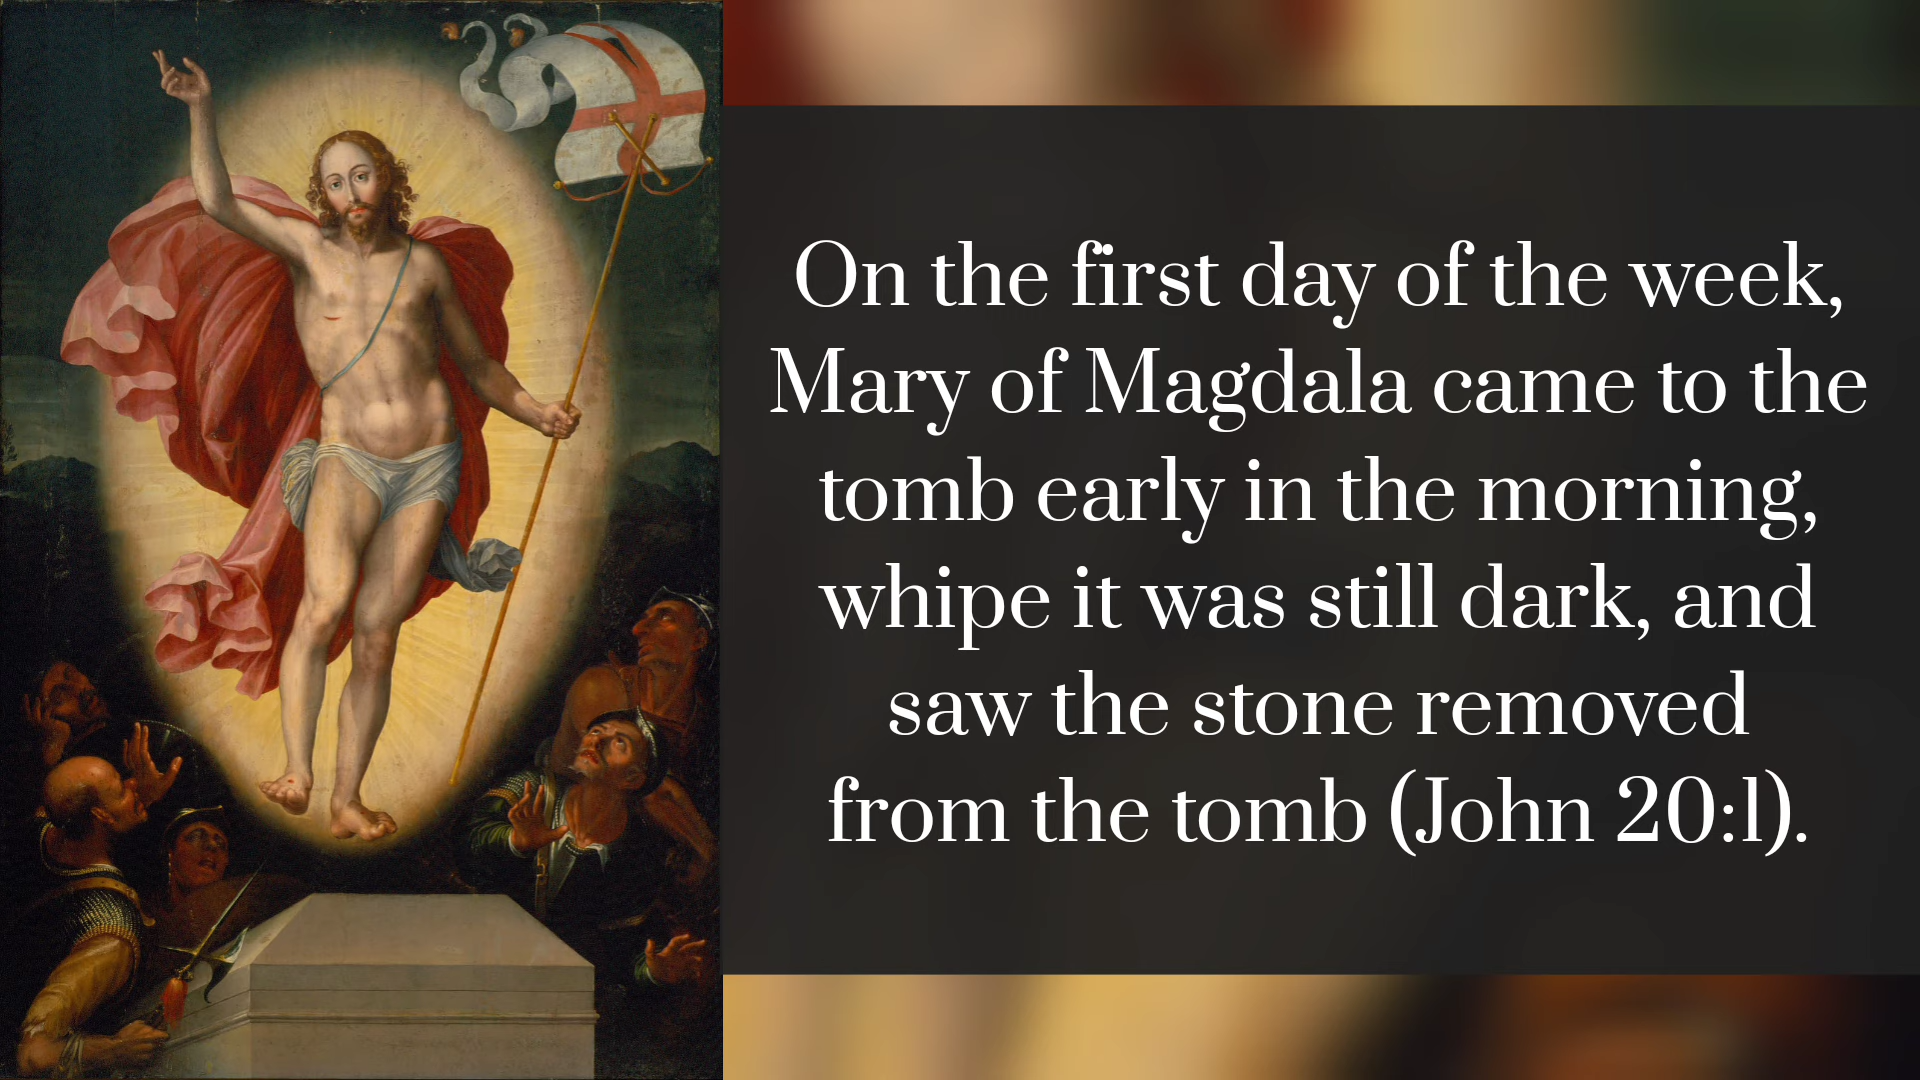 On the first day of the week,
Mary of Magdala came to the
tomb early in the morning,
whipe it was still dark, and
saw the stone removed
from the tomb (John 20:1).